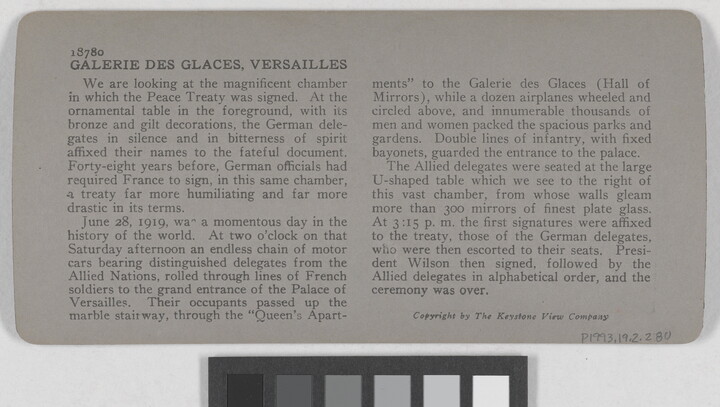 18780
GALERIE DES GLACES, VERSAILLES
We are looking at the magnificent chamber
in which the Peace Treaty was signed. At the
ornamental table in the foreground, with its
bronze and gilt decorations, the German dele-
gates in silence and in bitterness of spirit
affixed their names to the fateful document.
Forty-eight years before, German officials had
required France to sign, in this same chamber,
a treaty far more humiliating and far more
drastic in its terms.
June 28, 1919, was a momentous day in the
history of the world. At two o'clock on that
Saturday afternoon an endless chain of motor
cars bearing distinguished delegates from the
Allied Nations, rolled through lines of French
soldiers to the grand entrance of the Palace of
Versailles. Their occupants passed up the
marble stairway, through the "Queen's Apart-
ments" to the Galerie des Glaces (Hall of
Mirrors), while a dozen airplanes wheeled and
circled above, and innumerable thousands of
men and women packed the spacious parks and
gardens. Double lines of infantry, with fixed
bayonets, guarded the entrance to the palace.
The Allied delegates were seated at the large
U-shaped table which we see to the right of
this vast chamber, from whose walls gleam
more than 300 mirrors of finest plate glass.
At 3:15 p. m. the first signatures were affixed
to the treaty, those of the German delegates,
who were then escorted to their seats. Presi-
dent Wilson then signed, followed by the
Allied delegates in alphabetical order, and the
ceremony was over.
Copyright by The Keystone View Company
P1993.19.2.280